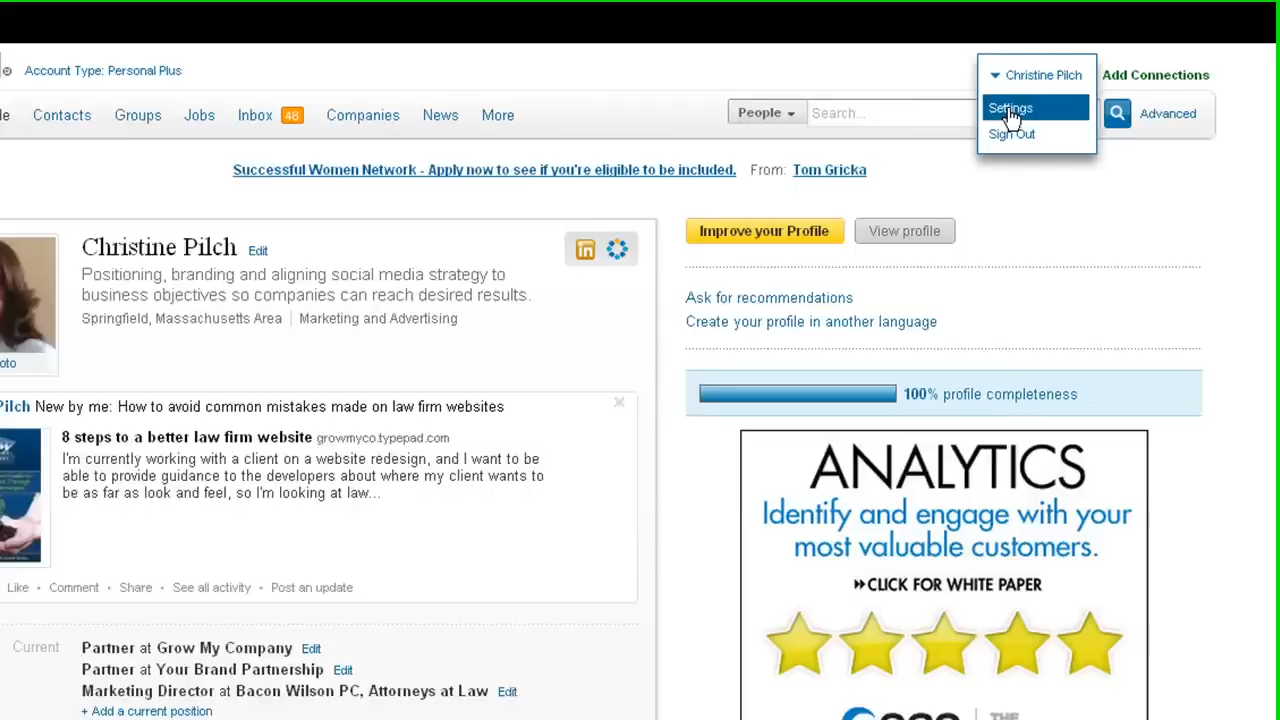 Account Type: Personal Plus
Christine Pilch
Add Connections
Contacts Groups Jobs Inbox 48 Companies News More
People Search... Advanced
Settings
Sign Out
Successful Women Network - Apply now to see if you're eligible to be included. From: Tom Gricka
Christine Pilch Edit
Positioning, branding and aligning social media strategy to
business objectives so companies can reach desired results.
Springfield, Massachusetts Area | Marketing and Advertising
oto
in
Improve your Profile View profile
Ask for recommendations
Create your profile in another language
100% profile completeness
Pilch New by me: How to avoid common mistakes made on law firm websites
8 steps to a better law firm website growmyco.typepad.com
I'm currently working with a client on a website redesign, and I want to be
able to provide guidance to the developers about where my client wants to
be as far as look and feel, so I'm looking at law...
Like • Comment • Share • See all activity • Post an update
Current
Partner at Grow My Company Edit
Partner at Your Brand Partnership Edit
Marketing Director at Bacon Wilson PC, Attorneys at Law Edit
+ Add a current position
ANALYTICS
Identify and engage with your
most valuable customers.
CLICK FOR WHITE PAPER
THE